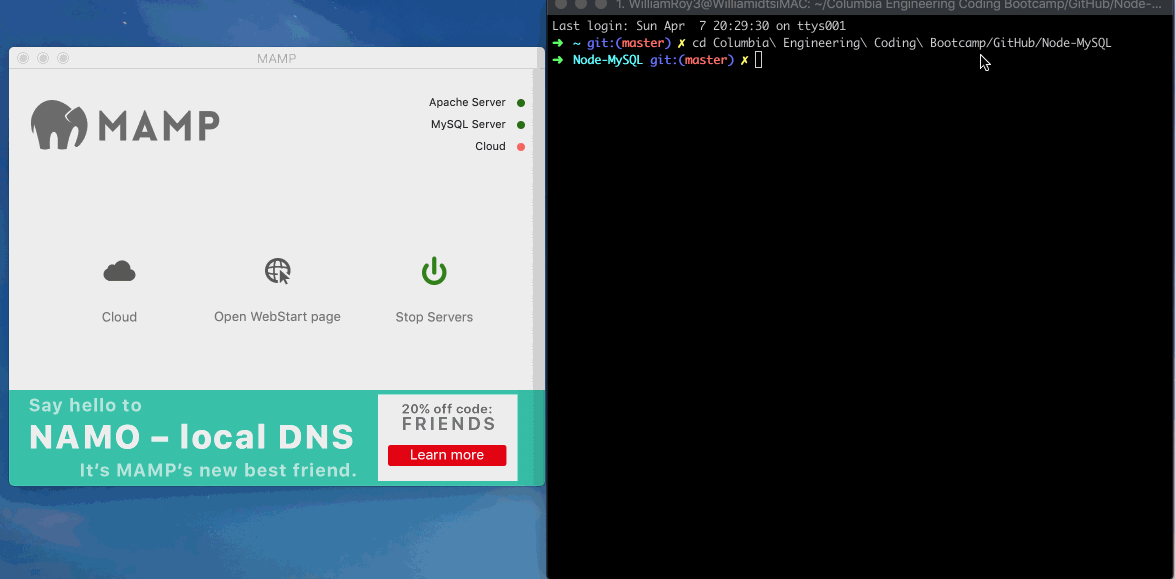 MAMP
MAMP
Apache Server
MySQL Server
Cloud
Cloud
Open WebStart page
Stop Servers
Say hello to
NAMO – local DNS
It's MAMP's new best friend.
20% off code:
FRIENDS
Learn more
1. WilliamRoy3@WilliamidtsiMAC: ~/Columbia Engineering Coding Bootcamp/GitHub/Node-...
Last login: Sun Apr  7 20:29:30 on ttys001
➜ ~ git:(master) ✗ cd Columbia\ Engineering\ Coding\ Bootcamp/GitHub/Node-MySQL
➜ Node-MySQL git:(master) ✗